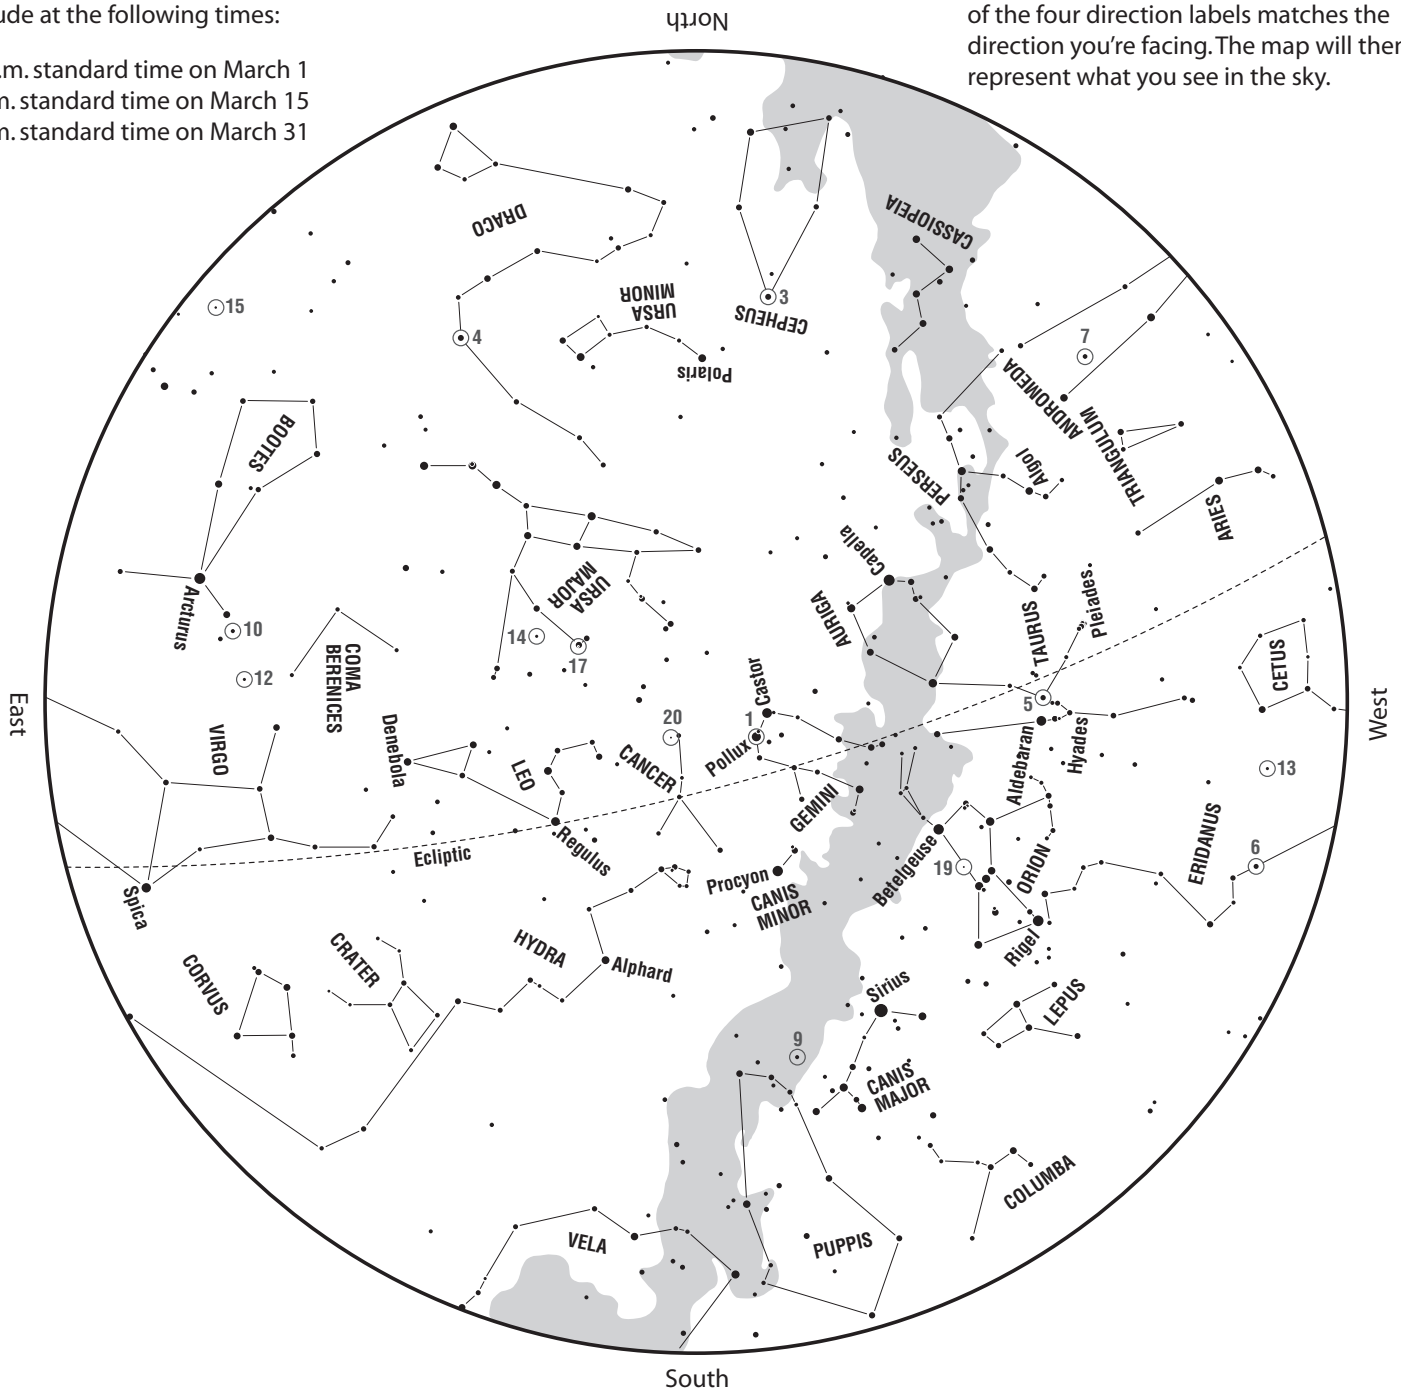 ude at the following times:
.m. standard time on March 1
m. standard time on March 15
m. standard time on March 31
of the four direction labels matches the
direction you're facing. The map will then
represent what you see in the sky.
North
DRACO
CASSIOPEIA
15
3
URSA
MINOR
CEPHEUS
4
7
Polaris
ANDROMEDA
TRIANGULUM
BOOTES
PERSEUS
Algol
ARIES
Capella
URSA
MAJOR
AURIGA
Pleiades
TAURUS
Arcturus
10
14
17
12
COMA
BERENICES
CETUS
East
West
Castor
5
VIRGO
Denebola
20
1
Pollux
Aldebaran
Hyades
LEO
CANCER
13
GEMINI
Ecliptic
Regulus
ERIDANUS
6
Betelgeuse
19
ORION
Procyon
CANIS
MINOR
Spica
Rigel
CORVUS
CRATER
HYDRA
Alphard
Sirius
LEPUS
9
CANIS
MAJOR
COLUMBA
VELA
PUPPIS
South